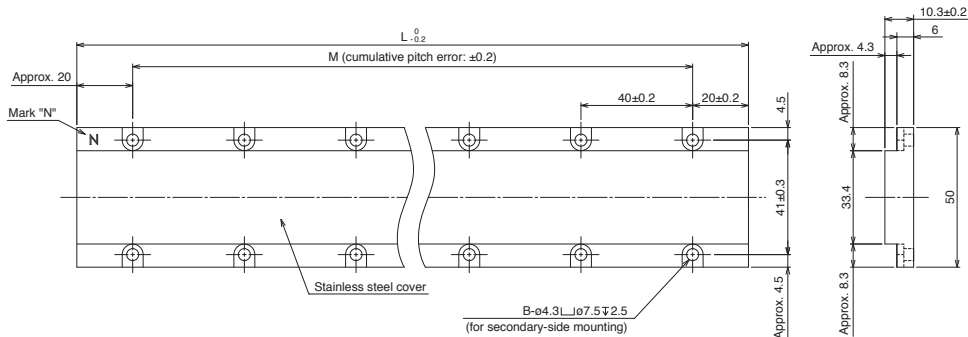 10.3±0.2
L 0 -0.2
6
M (cumulative pitch error: ±0.2)
Approx. 4.3
Approx. 20
40±0.2
20±0.2
4.5
Approx. 8.3
Mark "N"
N
41±0.3
33.4
50
Stainless steel cover
B-ø4.3⌴ø7.5↧2.5
(for secondary-side mounting)
Approx. 4.5
Approx. 8.3